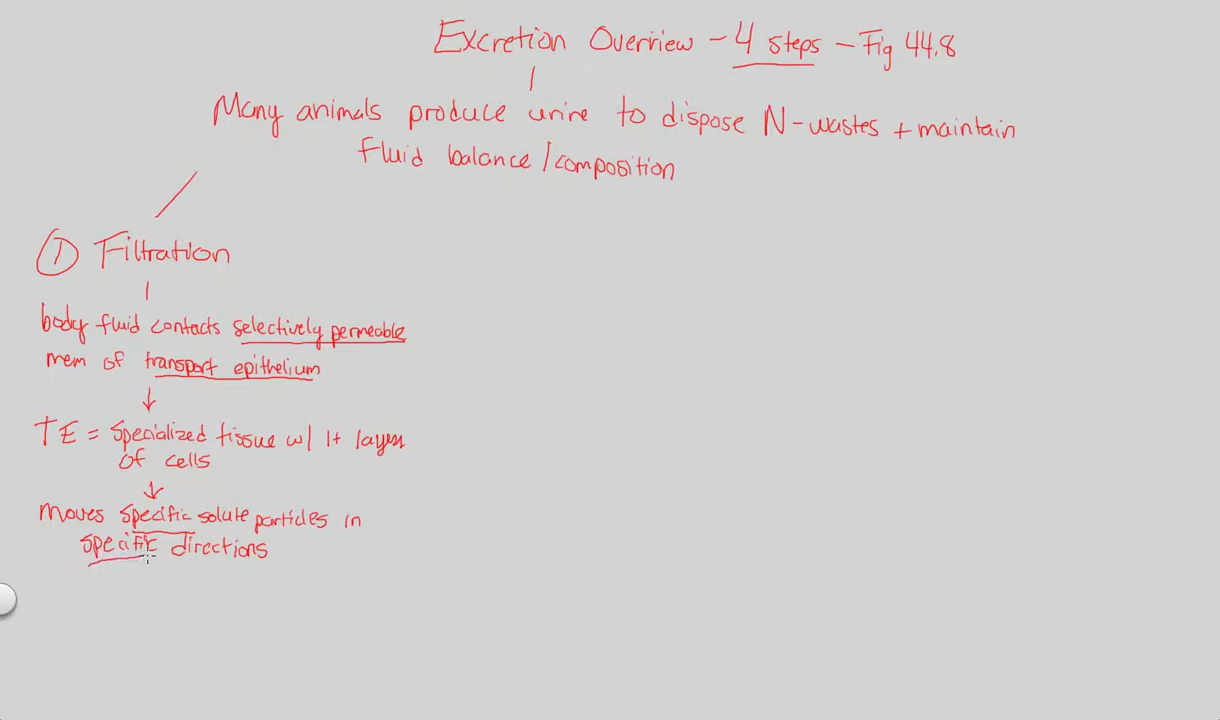 Excretion Overview - 4 steps - Fig 44.8
Many animals produce urine to dispose N-wastes + maintain
fluid balance/composition
① Filtration
body fluid contacts selectively permeable
mem of transport epithelium
TE = Specialized tissue w/ 1+ layers
of cells
Moves specific solute particles in
specific directions